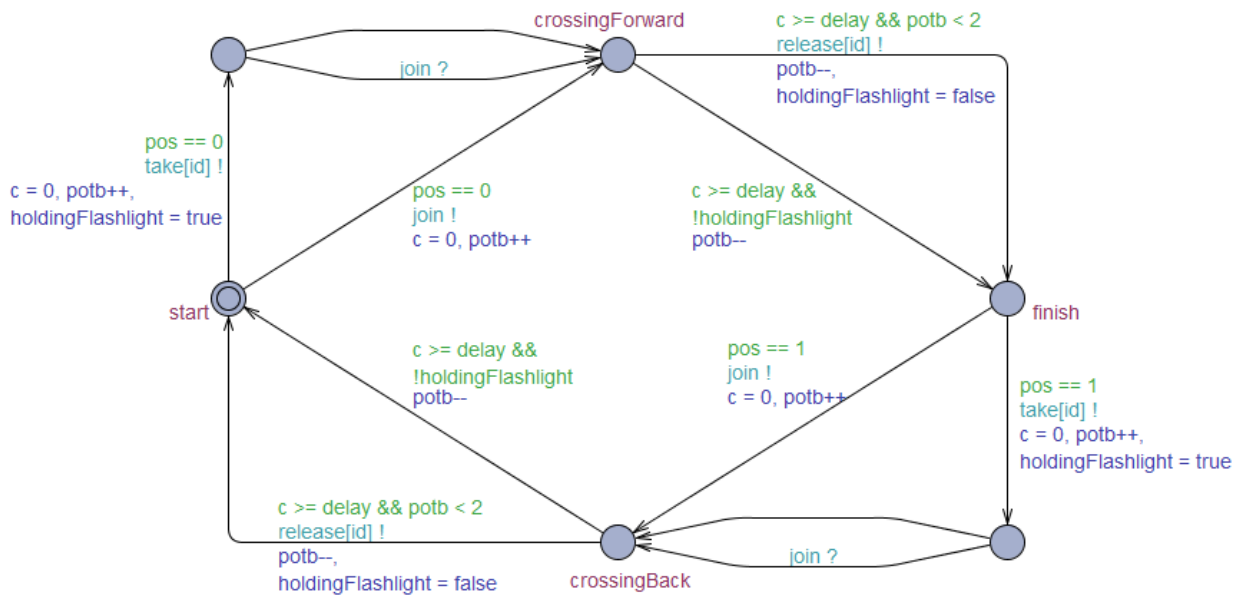 crossingForward
c >= delay && potb < 2
release[id] !
potb--,
holdingFlashlight = false
join ?
pos == 0
take[id] !
c = 0, potb++,
holdingFlashlight = true
pos == 0
join !
c = 0, potb++
c >= delay &&
!holdingFlashlight
potb--
start
finish
c >= delay &&
!holdingFlashlight
potb--
pos == 1
join !
c = 0, potb++
pos == 1
take[id] !
c = 0, potb++,
holdingFlashlight = true
c >= delay && potb < 2
release[id] !
potb--,
holdingFlashlight = false
join ?
crossingBack